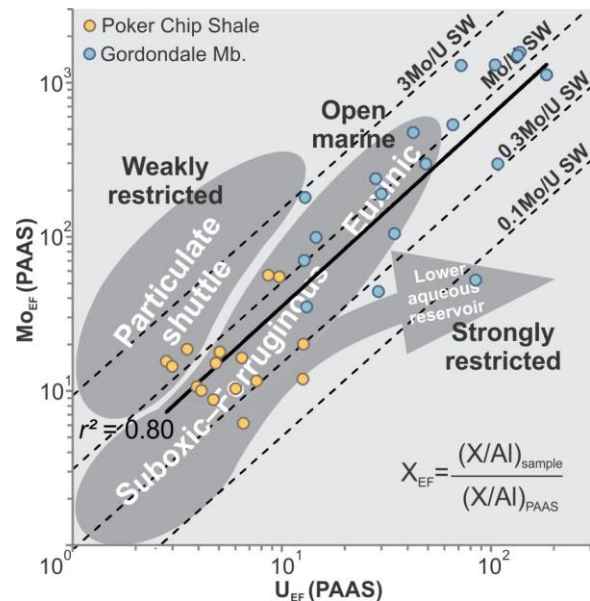 Poker Chip Shale
Gordondale Mb.
3Mo/U SW
Mo/U SW
0.3Mo/U SW
0.1Mo/U SW
Open
marine
Weakly
restricted
Particulate
shuttle
Euxinic
Suboxic-Ferruginous
Lower
aqueous
reservoir
Strongly
restricted
r² = 0.80
X_EF = (X/Al)_sample
(X/Al)_PAAS
Mo_EF (PAAS)
10³
10²
10¹
10⁰
10¹
10²
U_EF (PAAS)